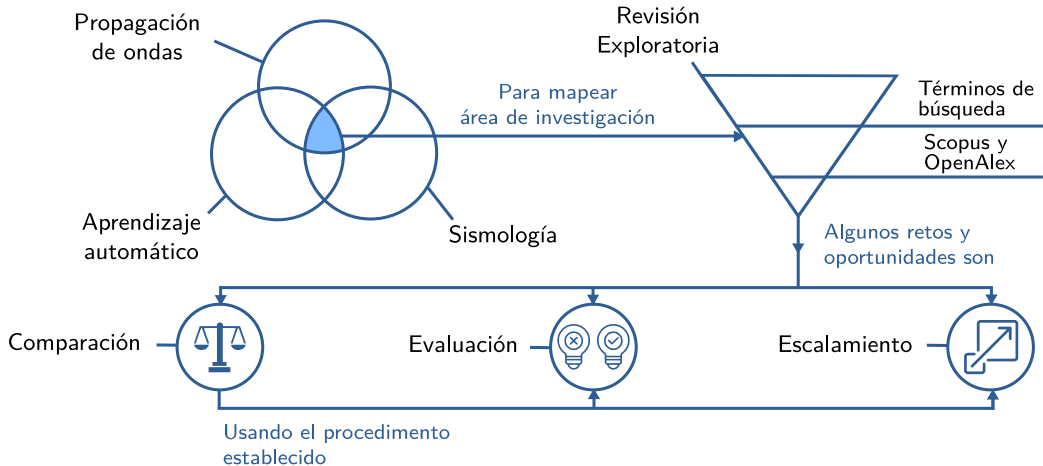 Propagación
de ondas
Revisión
Exploratoria
Para mapear
área de investigación
Términos de
búsqueda
Scopus y
OpenAlex
Aprendizaje
automático
Sismología
Algunos retos y
oportunidades son
Comparación
Evaluación
Escalamiento
Usando el procedimento
establecido